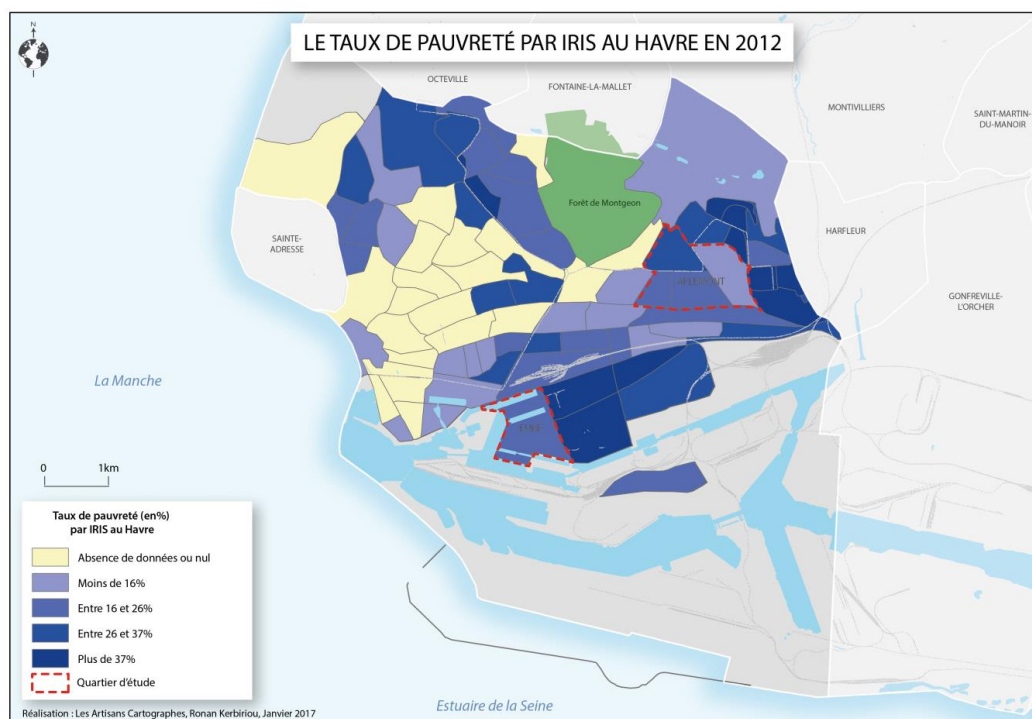 N
LE TAUX DE PAUVRETÉ PAR IRIS AU HAVRE EN 2012
OCTEVILLE
FONTAINE-LA-MALLET
MONTIVILLIERS
SAINT-MARTIN-
DU-MANOIR
Forêt de Montgeon
SAINTE-
ADRESSE
HARFLEUR
GONFREVILLE-
L'ORCHER
La Manche
0
1km
Taux de pauvreté (en%)
par IRIS au Havre
Absence de données ou nul
Moins de 16%
Entre 16 et 26%
Entre 26 et 37%
Plus de 37%
Quartier d'étude
Estuaire de la Seine
Réalisation : Les Artisans Cartographes, Ronan Kerbiriou, Janvier 2017